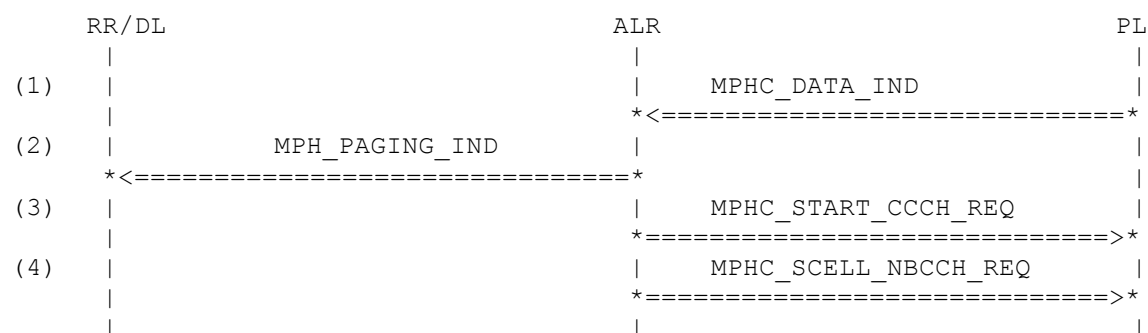 RR/DL ALR PL
(1) MPHC_DATA_IND
(2) MPH_PAGING_IND
(3) MPHC_START_CCCH_REQ
(4) MPHC_SCELL_NBCCH_REQ